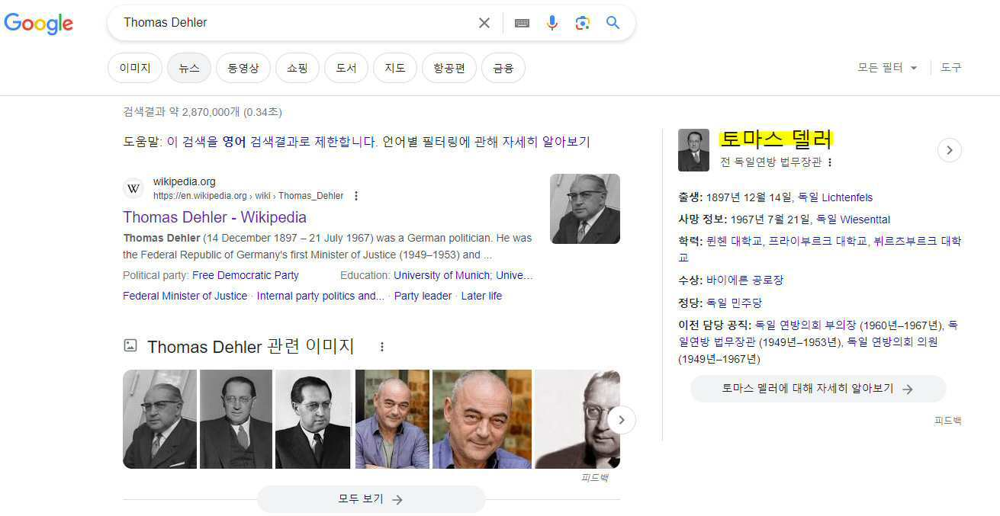 Google
Thomas Dehler
이미지
뉴스
동영상
쇼핑
도서
지도
항공편
금융
모든 필터
도구
검색결과 약 2,870,000개 (0.34초)
도움말: 이 검색을 영어 검색결과로 제한합니다. 언어별 필터링에 관해 자세히 알아보기
W
wikipedia.org
https://en.wikipedia.org › wiki › Thomas_Dehler
Thomas Dehler - Wikipedia
Thomas Dehler (14 December 1897 – 21 July 1967) was a German politician. He was
the Federal Republic of Germany's first Minister of Justice (1949–1953) and ...
Political party: Free Democratic Party Education: University of Munich; Unive...
Federal Minister of Justice · Internal party politics and... · Party leader · Later life
Thomas Dehler 관련 이미지
피드백
모두 보기
토마스 델러
전 독일연방 법무장관
출생: 1897년 12월 14일, 독일 Lichtenfels
사망 정보: 1967년 7월 21일, 독일 Wiesenttal
학력: 뮌헨 대학교, 프라이부르크 대학교, 뷔르츠부르크 대학
교
수상: 바이에른 공로장
정당: 독일 민주당
이전 담당 공직: 독일 연방의회 부의장 (1960년–1967년), 독
일연방 법무장관 (1949년–1953년), 독일 연방의회 의원
(1949년–1967년)
토마스 델러에 대해 자세히 알아보기
피드백